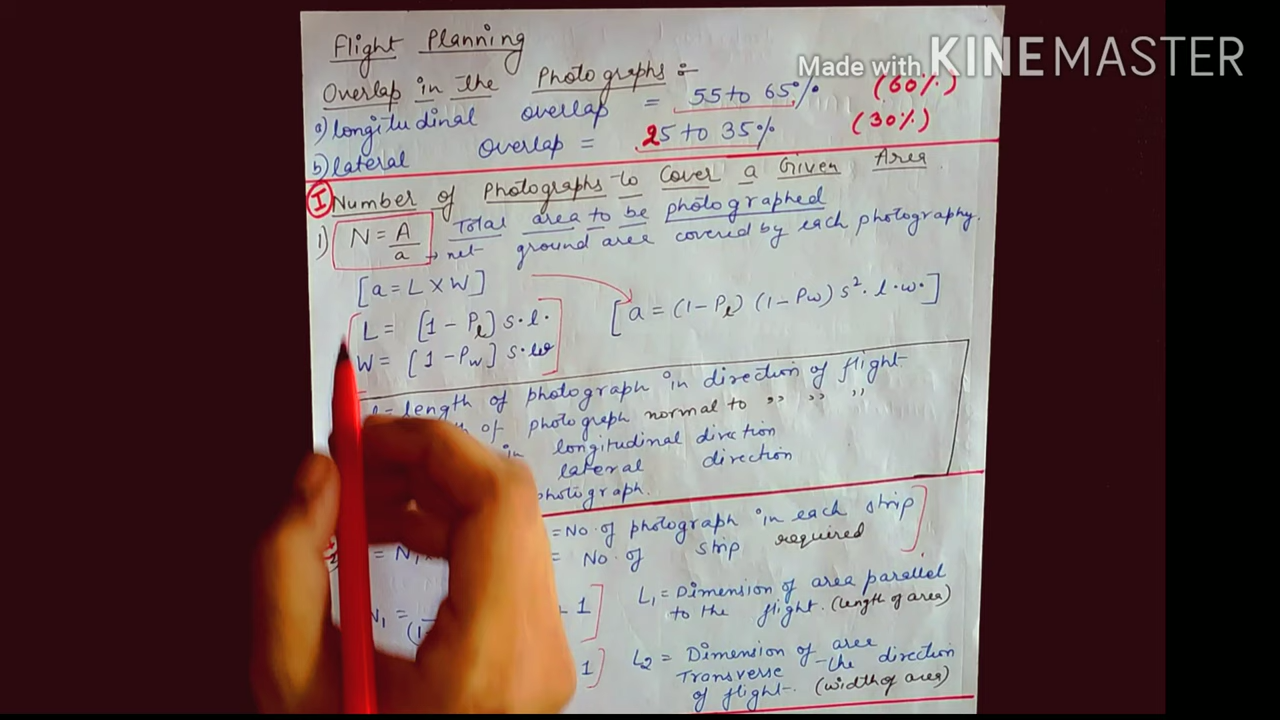 Made with KINEMASTER
Flight Planning
Overlap in the Photographs :-
a) longitudinal overlap = 55 to 65% (60%)
b) lateral overlap = 25 to 35% (30%)
I Number of Photographs to Cover a Given Area
1) N = A/a Total area to be photographed
→ net ground area covered by each photography.
[a = L X W]
[a = (1 - Pl) (1 - Pw) s². l. w.]
L = [1 - Pl] s. l.
W = [1 - Pw] s. w
= length of photograph in direction of flight
of photograph normal to ,, ,, ,,
in longitudinal direction
lateral direction
photograph.
= No. of photograph in each strip
= N1 = No. of strip required
N1 = (1 + 1
L1 = Dimension of area parallel
to the flight. (length of area)
1
L2 = Dimension of area
Transverse the direction
of flight. (width of area)